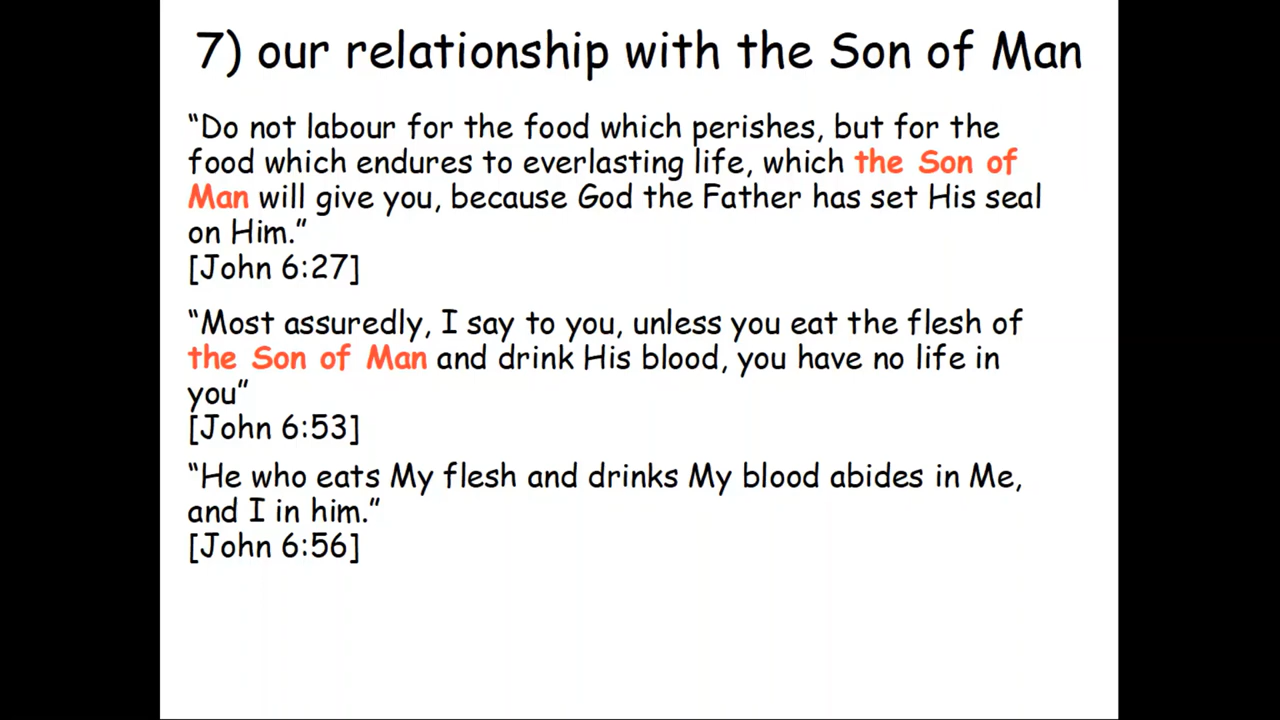 7) our relationship with the Son of Man
“Do not labour for the food which perishes, but for the
food which endures to everlasting life, which the Son of
Man will give you, because God the Father has set His seal
on Him.”
[John 6:27]
“Most assuredly, I say to you, unless you eat the flesh of
the Son of Man and drink His blood, you have no life in
you”
[John 6:53]
“He who eats My flesh and drinks My blood abides in Me,
and I in him.”
[John 6:56]